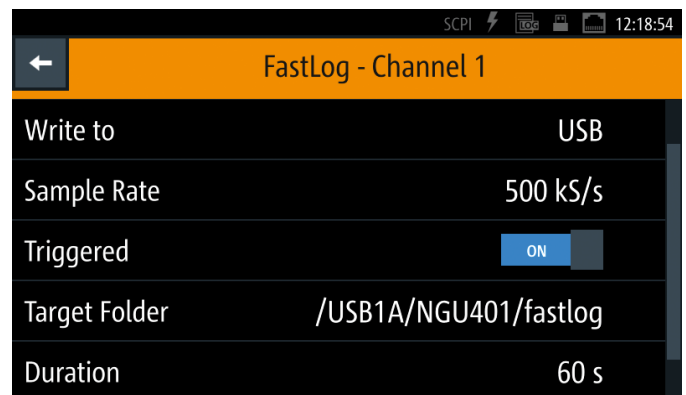 SCPI LOG 12:18:54
FastLog - Channel 1
Write to USB
Sample Rate 500 kS/s
Triggered ON
Target Folder /USB1A/NGU401/fastlog
Duration 60 s